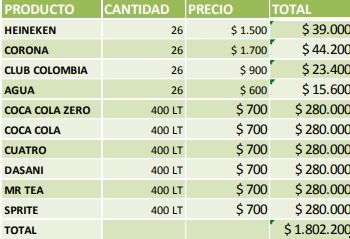 PRODUCTO CANTIDAD PRECIO TOTAL
HEINEKEN 26 $ 1.500 $ 39.000
CORONA 26 $ 1.700 $ 44.200
CLUB COLOMBIA 26 $ 900 $ 23.400
AGUA 26 $ 600 $ 15.600
COCA COLA ZERO 400 LT $ 700 $ 280.000
COCA COLA 400 LT $ 700 $ 280.000
CUATRO 400 LT $ 700 $ 280.000
DASANI 400 LT $ 700 $ 280.000
MR TEA 400 LT $ 700 $ 280.000
SPRITE 400 LT $ 700 $ 280.000
TOTAL $ 1.802.200